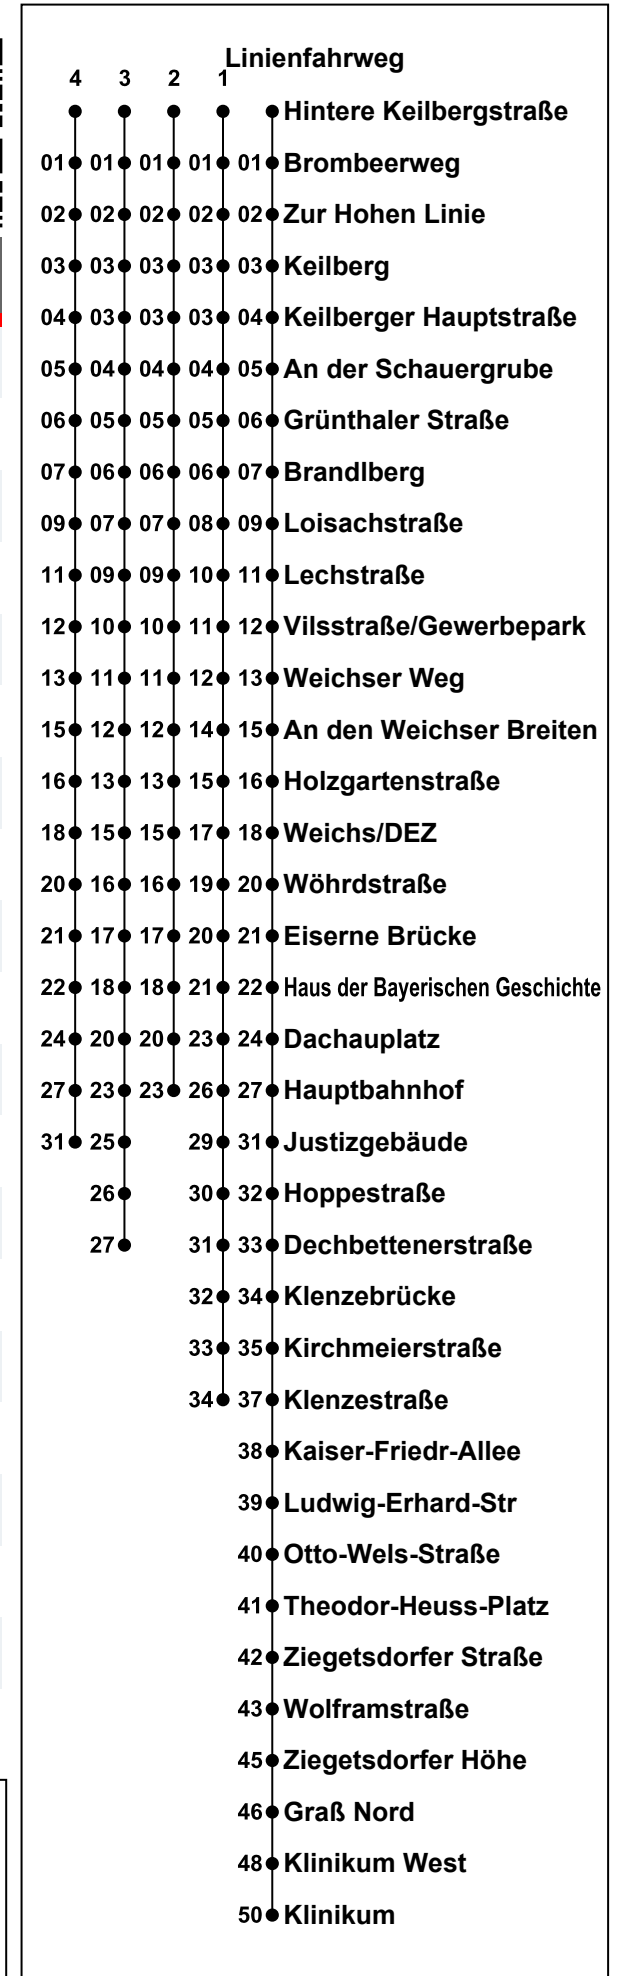 Linienfahrweg
4 3 2 1
Hintere Keilbergstraße
01 01 01 01 01 Brombeerweg
02 02 02 02 02 Zur Hohen Linie
03 03 03 03 03 Keilberg
04 03 03 03 04 Keilberger Hauptstraße
05 04 04 04 05 An der Schauergrube
06 05 05 05 06 Grünthaler Straße
07 06 06 06 07 Brandlberg
09 07 07 08 09 Loisachstraße
11 09 09 10 11 Lechstraße
12 10 10 11 12 Vilsstraße/Gewerbepark
13 11 11 12 13 Weichser Weg
15 12 12 14 15 An den Weichser Breiten
16 13 13 15 16 Holzgartenstraße
18 15 15 17 18 Weichs/DEZ
20 16 16 19 20 Wöhrdstraße
21 17 17 20 21 Eiserne Brücke
22 18 18 21 22 Haus der Bayerischen Geschichte
24 20 20 23 24 Dachauplatz
27 23 23 26 27 Hauptbahnhof
31 25 29 31 Justizgebäude
26 30 32 Hoppestraße
27 31 33 Dechbettenerstraße
32 34 Klenzebrücke
33 35 Kirchmeierstraße
34 37 Klenzestraße
38 Kaiser-Friedr-Allee
39 Ludwig-Erhard-Str
40 Otto-Wels-Straße
41 Theodor-Heuss-Platz
42 Ziegetsdorfer Straße
43 Wolframstraße
45 Ziegetsdorfer Höhe
46 Graß Nord
48 Klinikum West
50 Klinikum